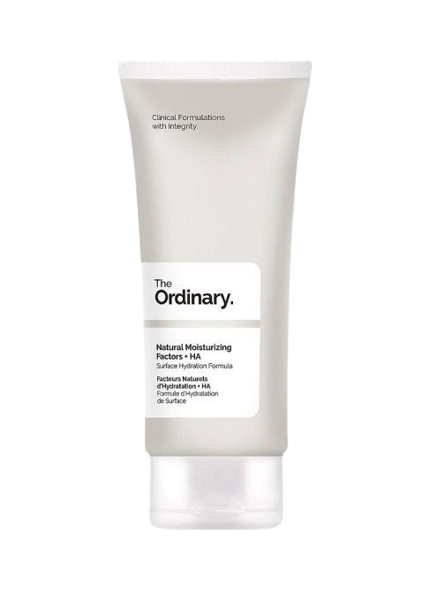 Clinical Formulations
with Integrity.
The
Ordinary.
Natural Moisturizing
Factors + HA
Surface Hydration Formula
Facteurs Naturels
d'Hydratation + HA
Formule d'Hydratation
de Surface